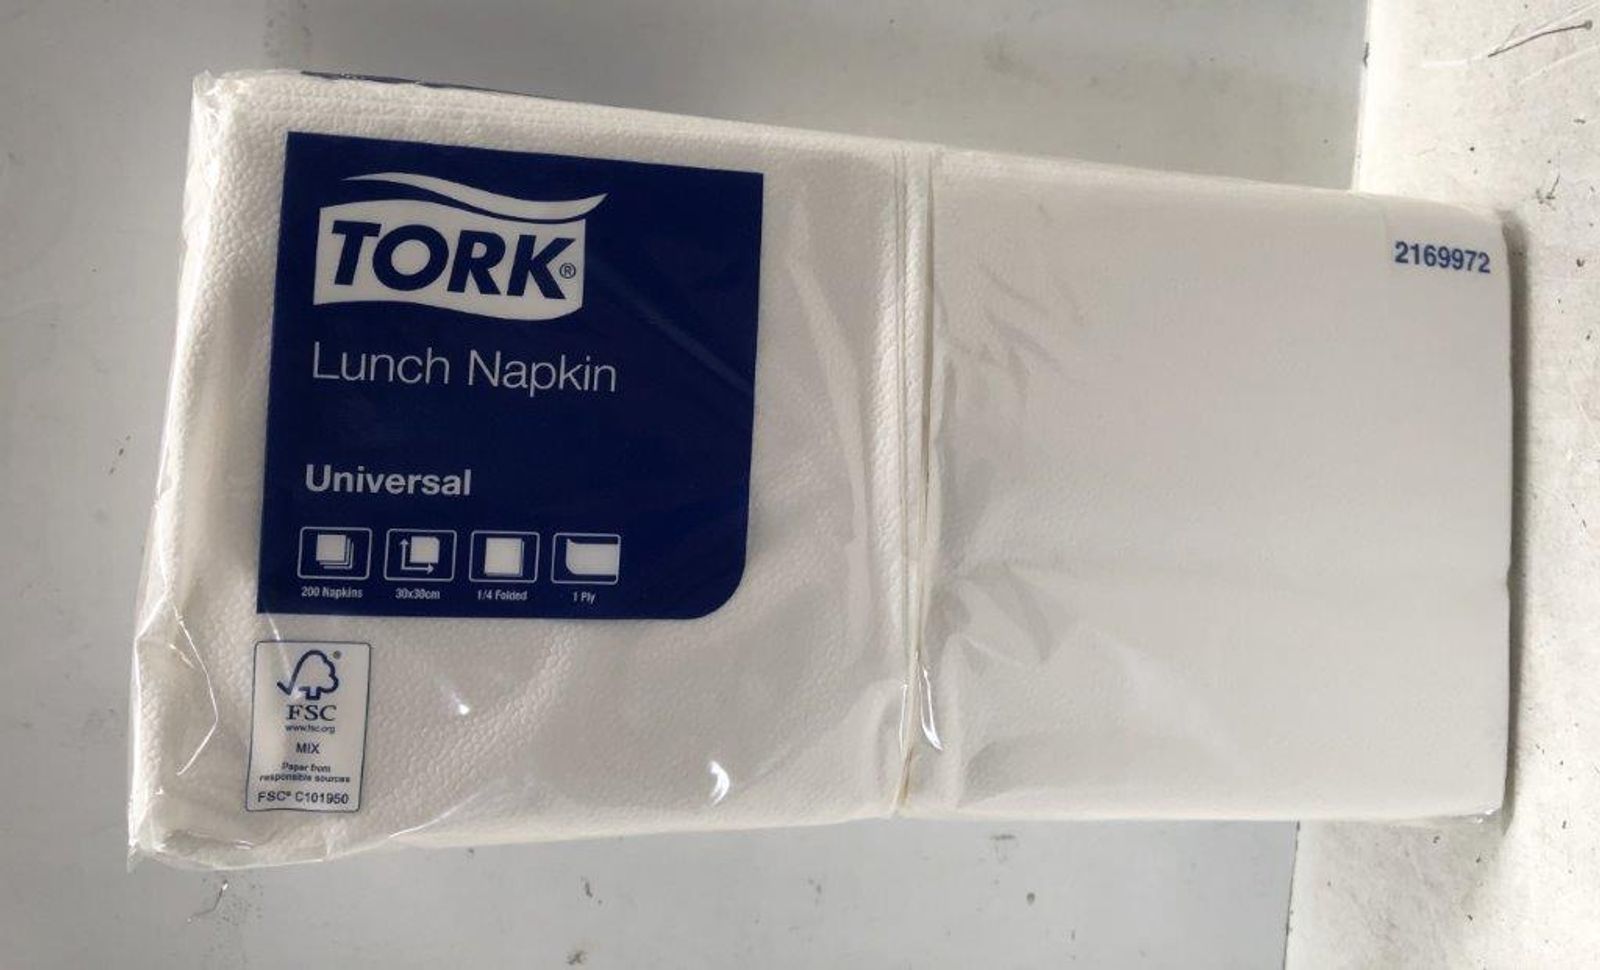 TORK®
2169972
Lunch Napkin
Universal
200 Napkins 30x30cm 1/4 Folded 1 Ply
®
FSC
www.fsc.org
MIX
Paper from
responsible sources
FSC® C101950